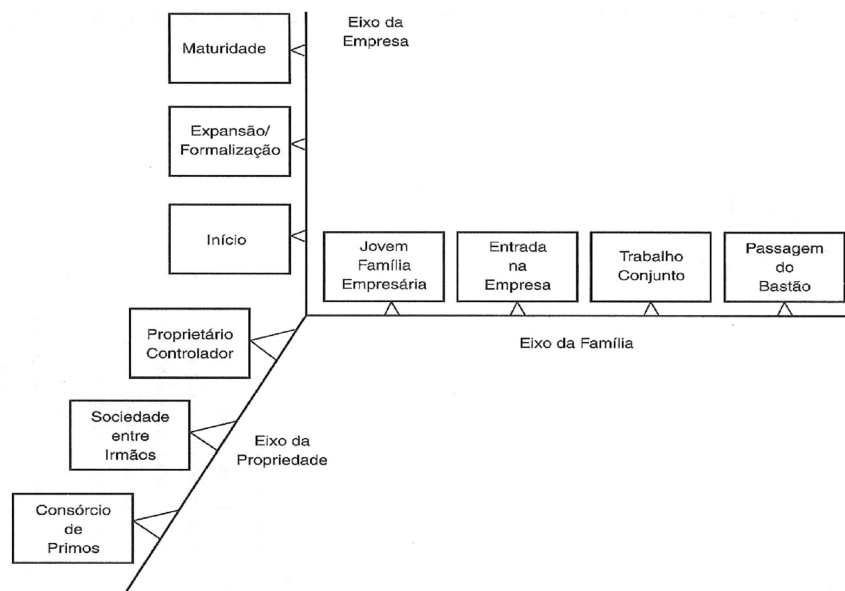 Eixo da
Empresa
Maturidade
Expansão/
Formalização
Início
Jovem
Família
Empresária
Entrada
na
Empresa
Trabalho
Conjunto
Passagem
do
Bastão
Eixo da Família
Proprietário
Controlador
Sociedade
entre
Irmãos
Eixo da
Propriedade
Consórcio
de
Primos